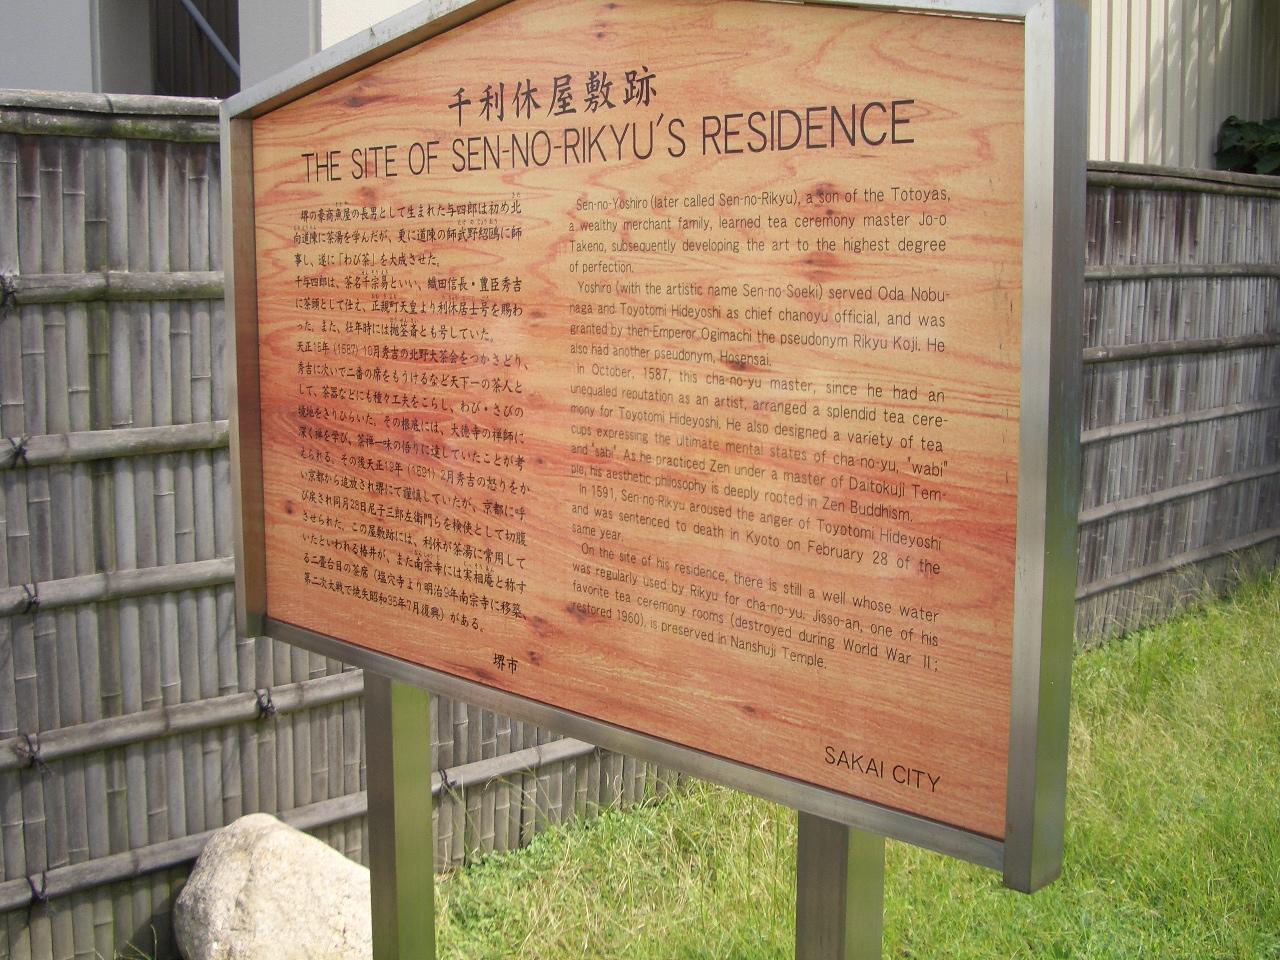 千利休屋敷跡
THE SITE OF SEN-NO-RIKYU'S RESIDENCE
堺の豪商魚屋の長男として生まれた与四郎は初め北
向道陳に茶湯を学んだが、更に道陳の師武野紹鴎に師
事し、遂に「わび茶」を大成させた。
千与四郎は、茶名千宗易といい、織田信長・豊臣秀吉
に茶頭として仕え、正親町天皇より利休居士号を賜わ
った。また、壮年時には抛筌斎とも号していた。
天正15年(1587)10月秀吉の北野大茶会をつかさどり、
秀吉に次いで二番の席をもうけるなど天下一の茶人と
して、茶器などにも種々工夫をこらし、わび・さびの
境地をきりひらいた。その根底には、大徳寺の禅師に
深く禅を学び、茶禅一味の悟りに達していたことが考
えられる。その後天正19年(1591)2月秀吉の怒りをか
い京都から追放され堺にて謹慎していたが、京都に呼
び戻され同月28日尼子三郎左衛門らを検使として切腹
させられた。この屋敷跡には、利休が茶湯に常用して
いたといわれる椿井が、また南宗寺には実相庵と称す
る二畳台目の茶席(塩穴寺より明治9年南宗寺に移築、
第二次大戦で焼失昭和35年7月復興)がある。
堺市
Sen-no-Yoshiro (later called Sen-no-Rikyu), a son of the Totoyas,
a wealthy merchant family, learned tea ceremony master Jo-o
Takeno, subsequently developing the art to the highest degree
of perfection.
Yoshiro (with the artistic name Sen-no-Soeki) served Oda Nobu-
naga and Toyotomi Hideyoshi as chief chanoyu official, and was
granted by then-Emperor Ogimachi the pseudonym Rikyu Koji. He
also had another pseudonym, Hosensai.
in October, 1587, this cha-no-yu master, since he had an
unequaled reputation as an artist, arranged a splendid tea cere-
mony for Toyotomi Hideyoshi. He also designed a variety of tea
cups expressing the ultimate mental states of cha-no-yu, "wabi"
and "sabi". As he practiced Zen under a master of Daitokuji Tem-
ple, his aesthetic philosophy is deeply rooted in Zen Buddhism.
In 1591, Sen-no-Rikyu aroused the anger of Toyotomi Hideyoshi
and was sentenced to death in Kyoto on February 28 of the
same year.
On the site of his residence, there is still a well whose water
was regularly used by Rikyu for cha-no-yu. Jisso-an, one of his
favorite tea ceremony rooms (destroyed during World War II;
restored 1960), is preserved in Nanshuji Temple.
SAKAI CITY